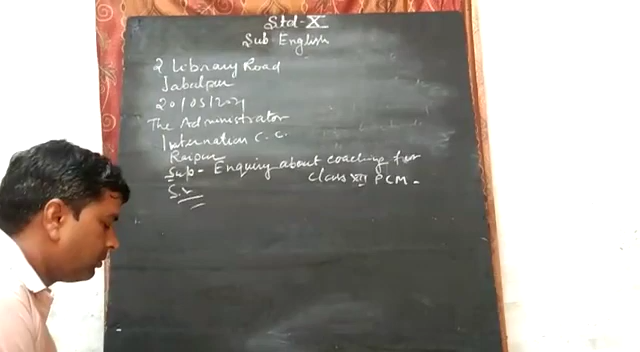 Std-X
Sub English
2 Library Road
Jabalpur
20/05/2021
The Administrator
Internation C.C.
Raipur
Sub- Enquiry about coaching for
class XII PCM-
Sir